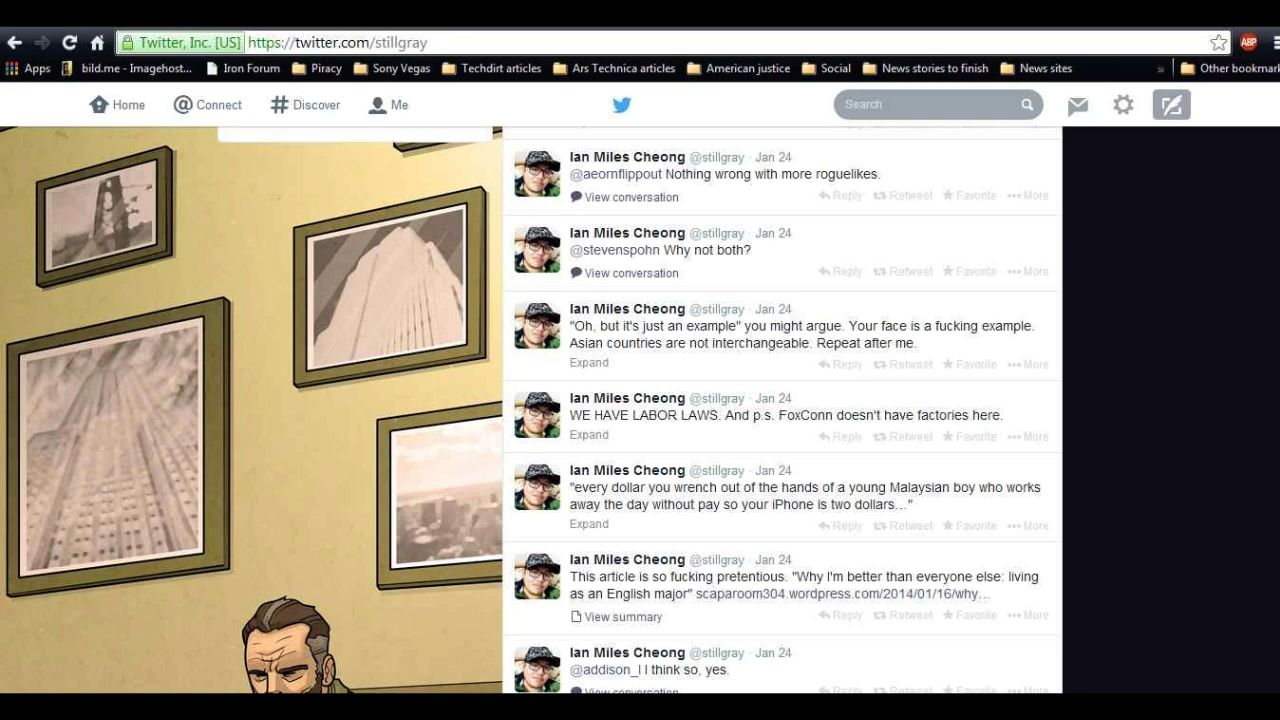 Twitter, Inc. [US] https://twitter.com/stillgray
ABP
Apps bild.me - Imagehost... Iron Forum Piracy Sony Vegas Techdirt articles Ars Technica articles American justice Social News stories to finish News sites » Other bookmar
Home Connect Discover Me Search
Ian Miles Cheong @stillgray · Jan 24
@aeornflippout Nothing wrong with more roguelikes.
View conversation Reply Retweet Favorite More
Ian Miles Cheong @stillgray · Jan 24
@stevenspohn Why not both?
View conversation Reply Retweet Favorite More
Ian Miles Cheong @stillgray · Jan 24
"Oh, but it's just an example" you might argue. Your face is a fucking example.
Asian countries are not interchangeable. Repeat after me.
Expand Reply Retweet Favorite More
Ian Miles Cheong @stillgray · Jan 24
WE HAVE LABOR LAWS. And p.s. FoxConn doesn't have factories here.
Expand Reply Retweet Favorite More
Ian Miles Cheong @stillgray · Jan 24
"every dollar you wrench out of the hands of a young Malaysian boy who works
away the day without pay so your iPhone is two dollars…"
Expand Reply Retweet Favorite More
Ian Miles Cheong @stillgray · Jan 24
This article is so fucking pretentious. "Why I'm better than everyone else: living
as an English major" scaparoom304.wordpress.com/2014/01/16/why…
View summary Reply Retweet Favorite More
Ian Miles Cheong @stillgray · Jan 24
I think so, yes.
View conversation Reply Retweet Favorite More